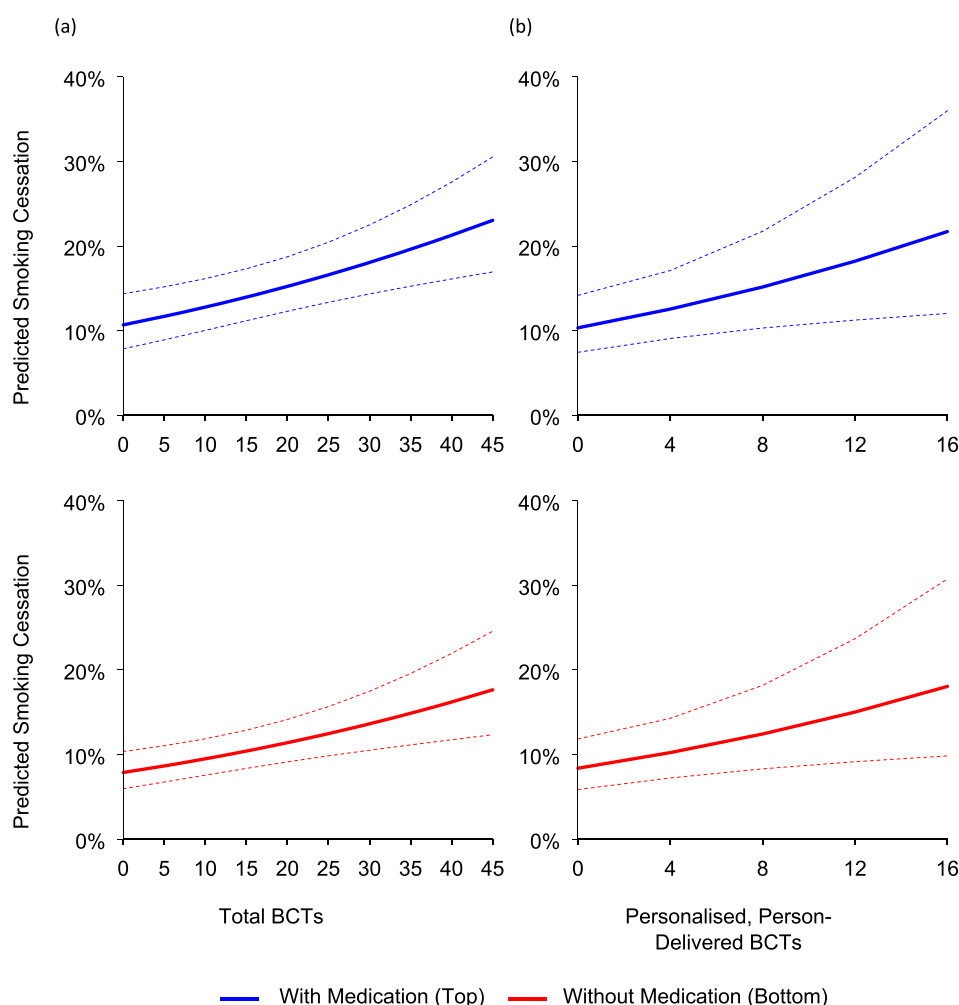 (a)
(b)
Predicted Smoking Cessation
40%
30%
20%
10%
0%
0 5 10 15 20 25 30 35 40 45
40%
30%
20%
10%
0%
0 4 8 12 16
Predicted Smoking Cessation
40%
30%
20%
10%
0%
0 5 10 15 20 25 30 35 40 45
40%
30%
20%
10%
0%
0 4 8 12 16
Total BCTs
Personalised, Person-
Delivered BCTs
With Medication (Top)
Without Medication (Bottom)